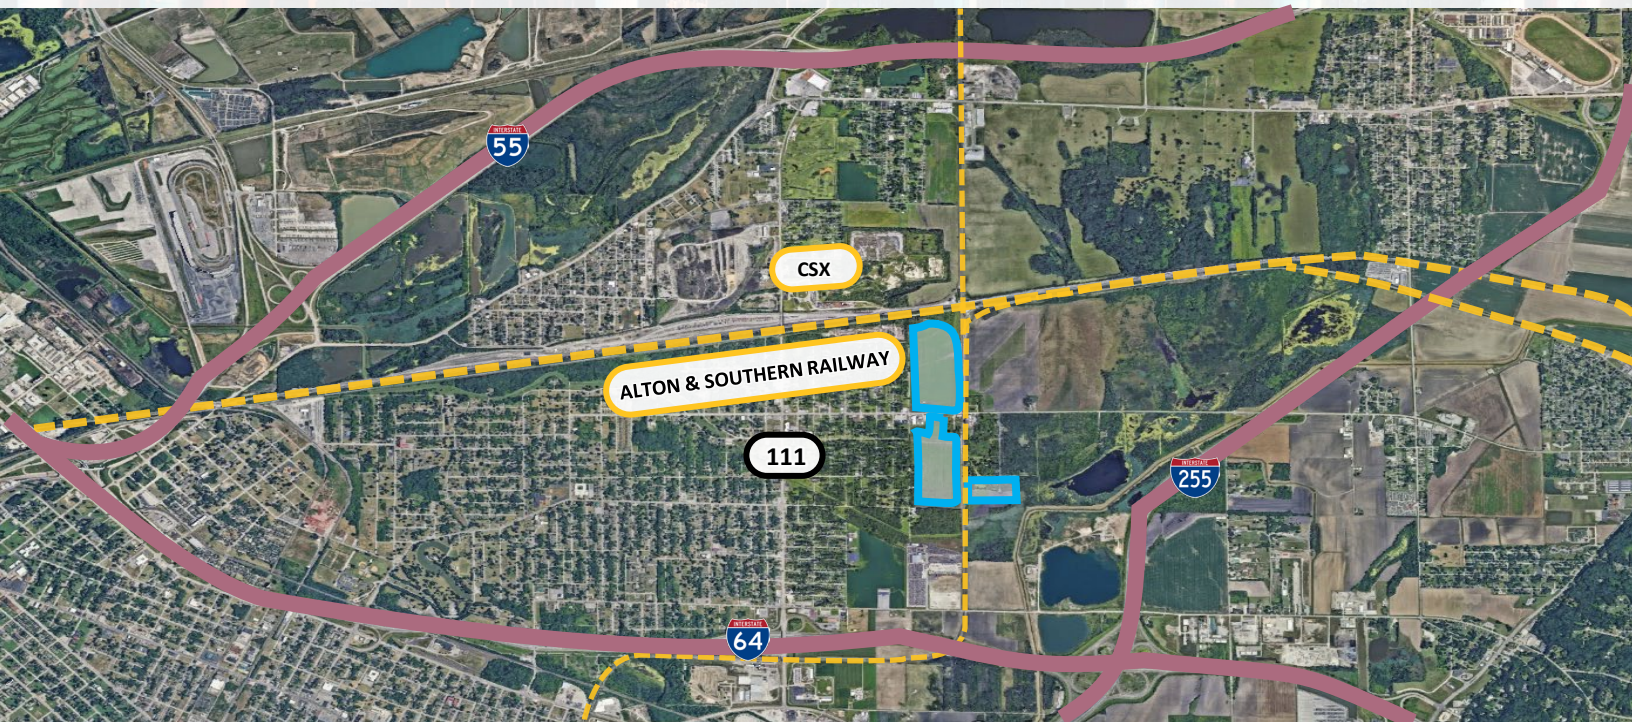 INTERSTATE
55
CSX
ALTON & SOUTHERN RAILWAY
111
INTERSTATE
255
INTERSTATE
64